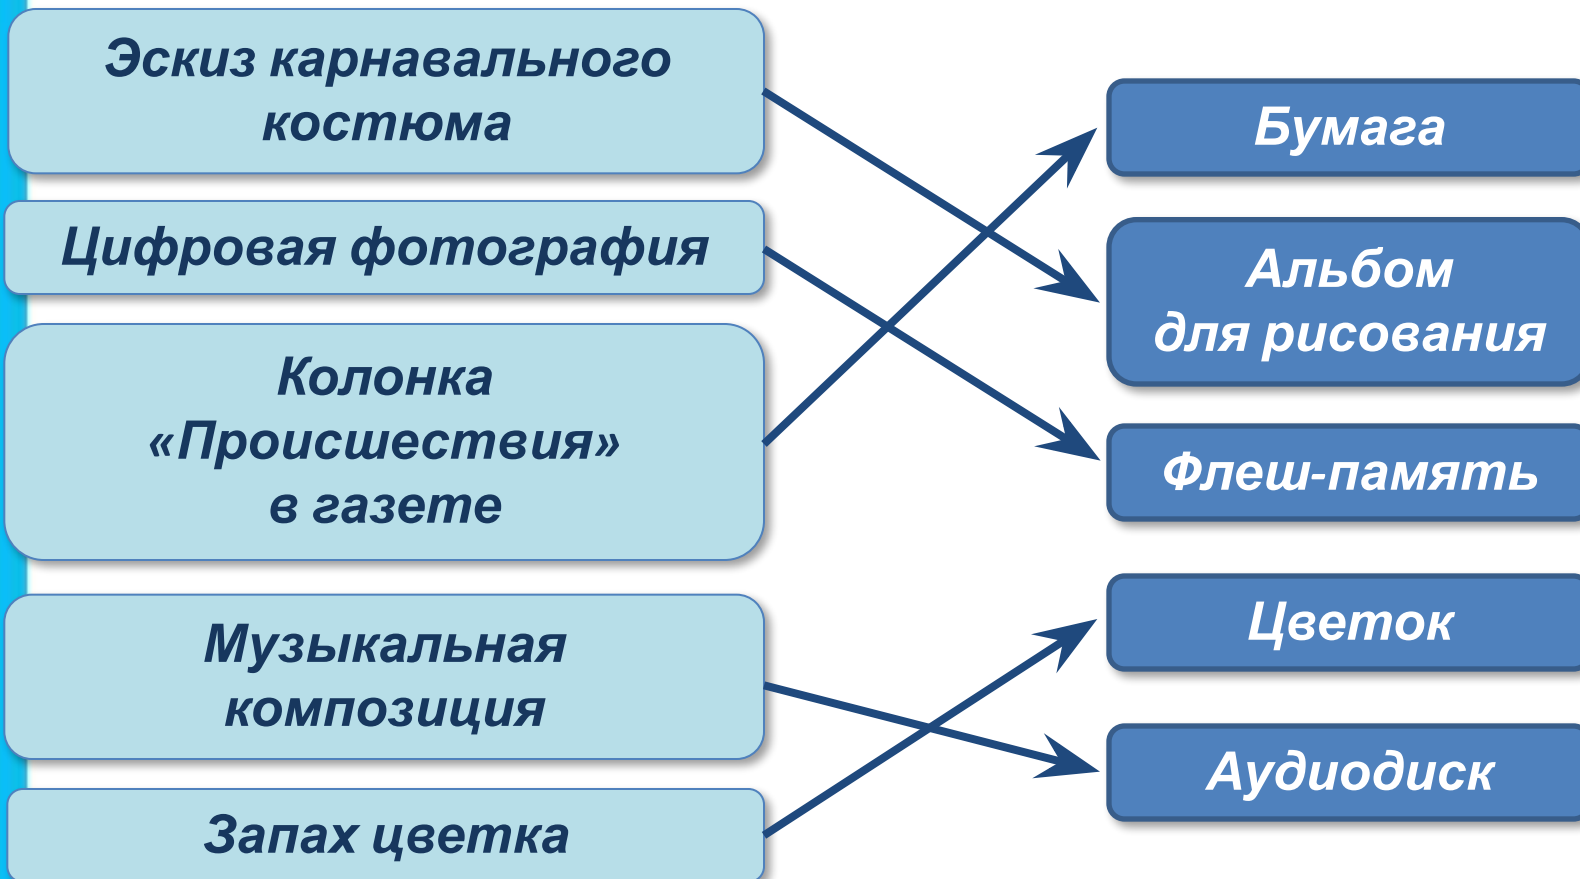 Эскиз карнавального
костюма
Цифровая фотография
Колонка
«Происшествия»
в газете
Музыкальная
композиция
Запах цветка
Бумага
Альбом
для рисования
Флеш-память
Цветок
Аудиодиск